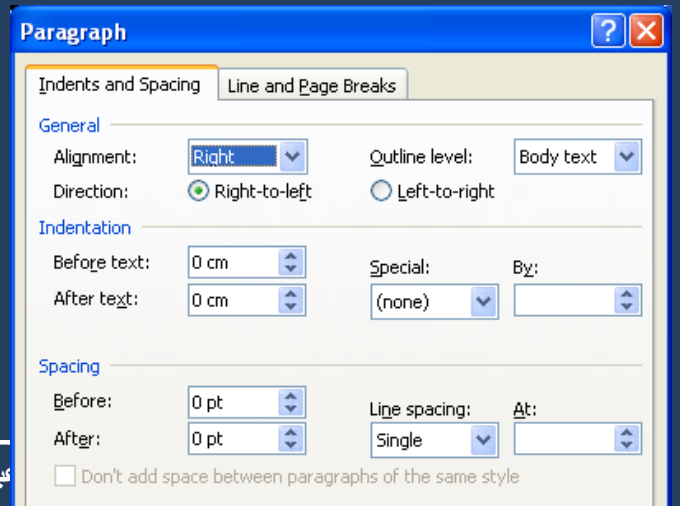 Paragraph
Indents and Spacing
Line and Page Breaks
General
Alignment: Right Outline level: Body text
Direction: Right-to-left Left-to-right
Indentation
Before text: 0 cm Special: By:
After text: 0 cm (none)
Spacing
Before: 0 pt Line spacing: At:
After: 0 pt Single
Don't add space between paragraphs of the same style